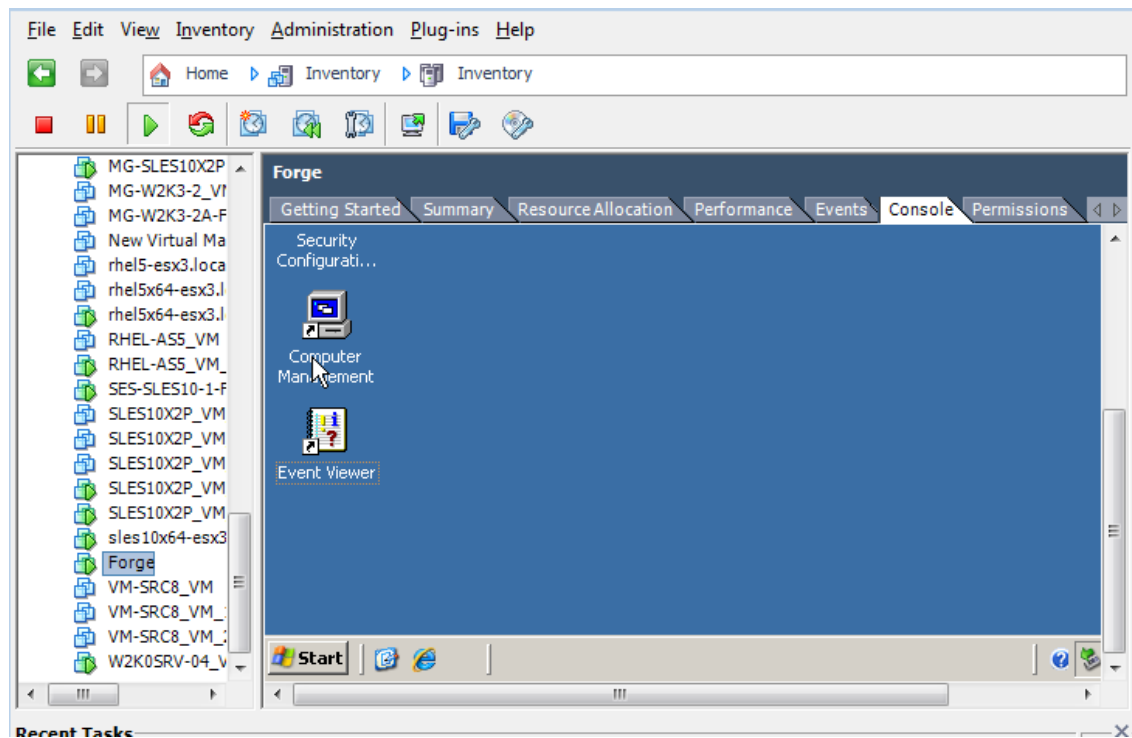 File Edit View Inventory Administration Plug-ins Help
Home Inventory Inventory
MG-SLES10X2P
MG-W2K3-2_VM
MG-W2K3-2A-F
New Virtual Ma
rhel5-esx3.loca
rhel5x64-esx3.l
rhel5x64-esx3.l
RHEL-AS5_VM
RHEL-AS5_VM_
SES-SLES10-1-F
SLES10X2P_VM
SLES10X2P_VM
SLES10X2P_VM
SLES10X2P_VM
SLES10X2P_VM
sles10x64-esx3
Forge
VM-SRC8_VM
VM-SRC8_VM_
VM-SRC8_VM_2
W2K0SRV-04_V
Forge
Getting Started Summary Resource Allocation Performance Events Console Permissions
Security
Configurati...
Computer
Management
Event Viewer
Start
Recent Tasks